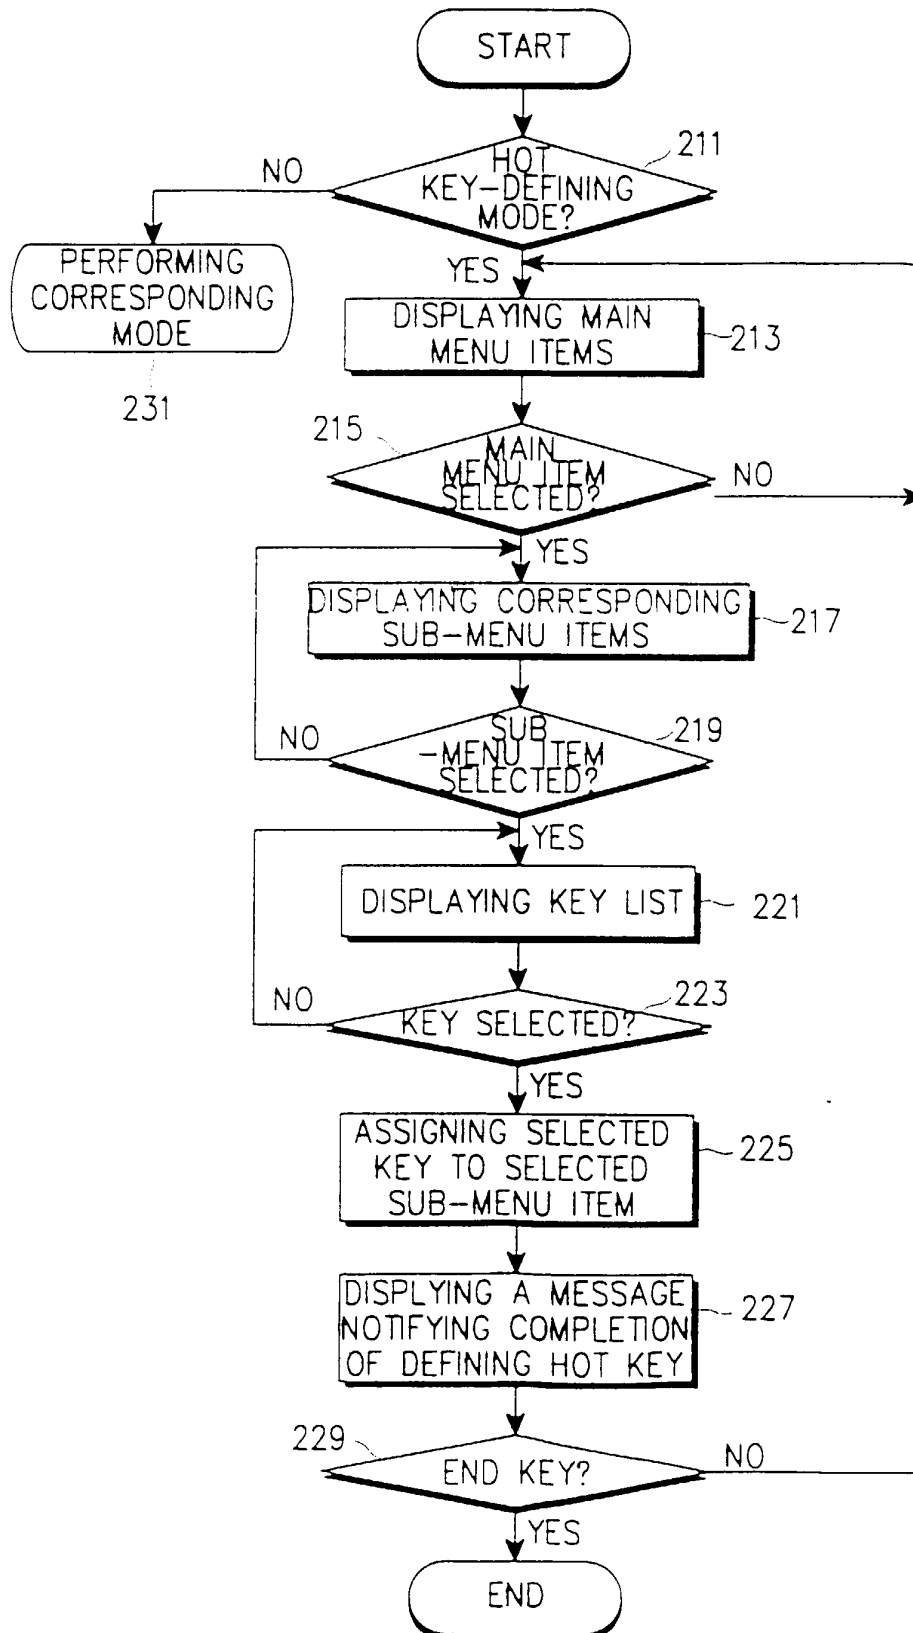 START
211
HOT
KEY-DEFINING
MODE?
NO
YES
PERFORMING
CORRESPONDING
MODE
231
DISPLAYING MAIN
MENU ITEMS
213
215
MAIN
MENU ITEM
SELECTED?
NO
YES
DISPLAYING CORRESPONDING
SUB-MENU ITEMS
217
219
SUB
-MENU ITEM
SELECTED?
NO
YES
DISPLAYING KEY LIST
221
223
KEY SELECTED?
NO
YES
ASSIGNING SELECTED
KEY TO SELECTED
SUB-MENU ITEM
225
DISPLYING A MESSAGE
NOTIFYING COMPLETION
OF DEFINING HOT KEY
227
229
END KEY?
NO
YES
END